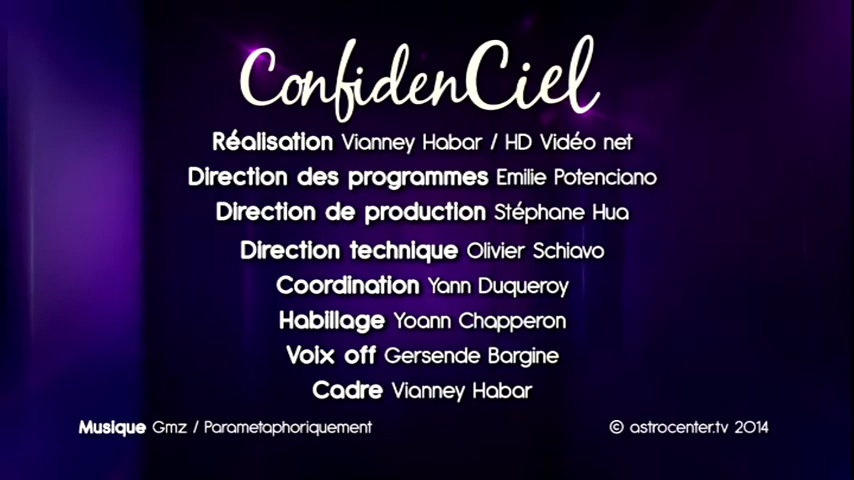 ConfidenCiel
Réalisation Vianney Habar / HD Vidéo net
Direction des programmes Emilie Potenciano
Direction de production Stéphane Hua
Direction technique Olivier Schiavo
Coordination Yann Duqueroy
Habillage Yoann Chapperon
Voix off Gersende Bargine
Cadre Vianney Habar
Musique Gmz / Parametaphoriquement © astrocenter.tv 2014